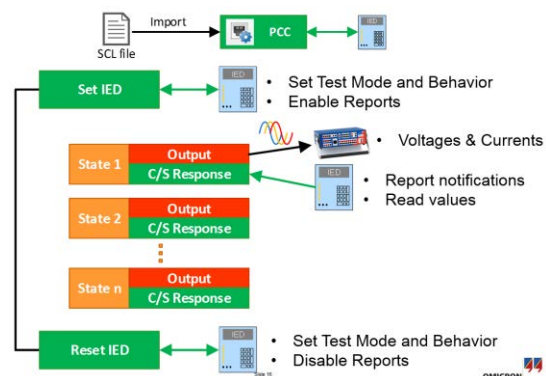 Import
PCC
IED
SCL file
Set IED
IED
• Set Test Mode and Behavior
• Enable Reports
State 1
Output
C/S Response
• Voltages & Currents
IED
• Report notifications
• Read values
State 2
Output
C/S Response
State n
Output
C/S Response
Reset IED
IED
• Set Test Mode and Behavior
• Disable Reports
OMICRON